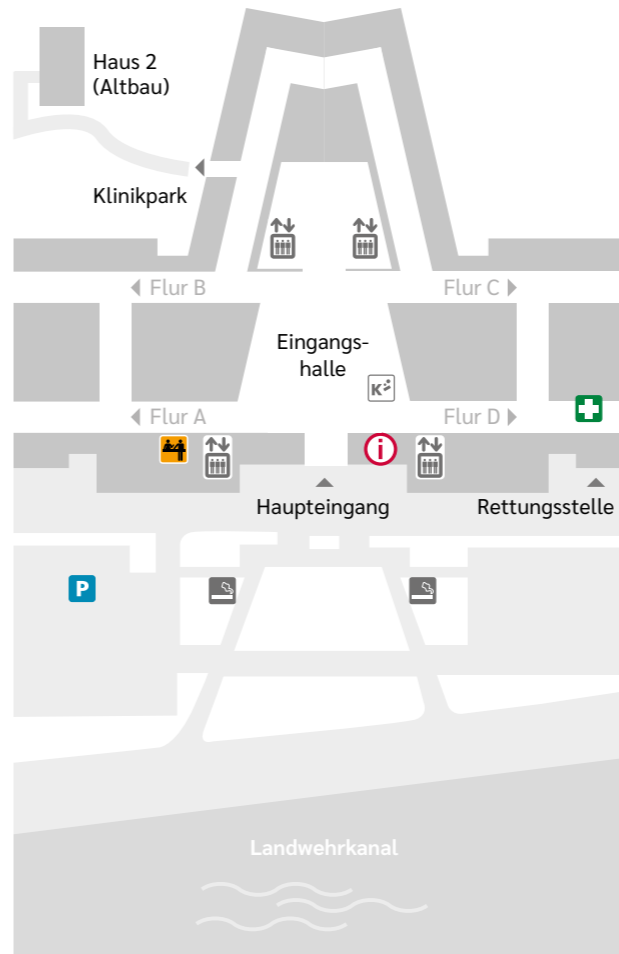 Haus 2
(Altbau)
Klinikpark
Flur B
Flur C
Eingangs-
halle
K
Flur A
Flur D
i
Haupteingang
Rettungsstelle
P
Landwehrkanal